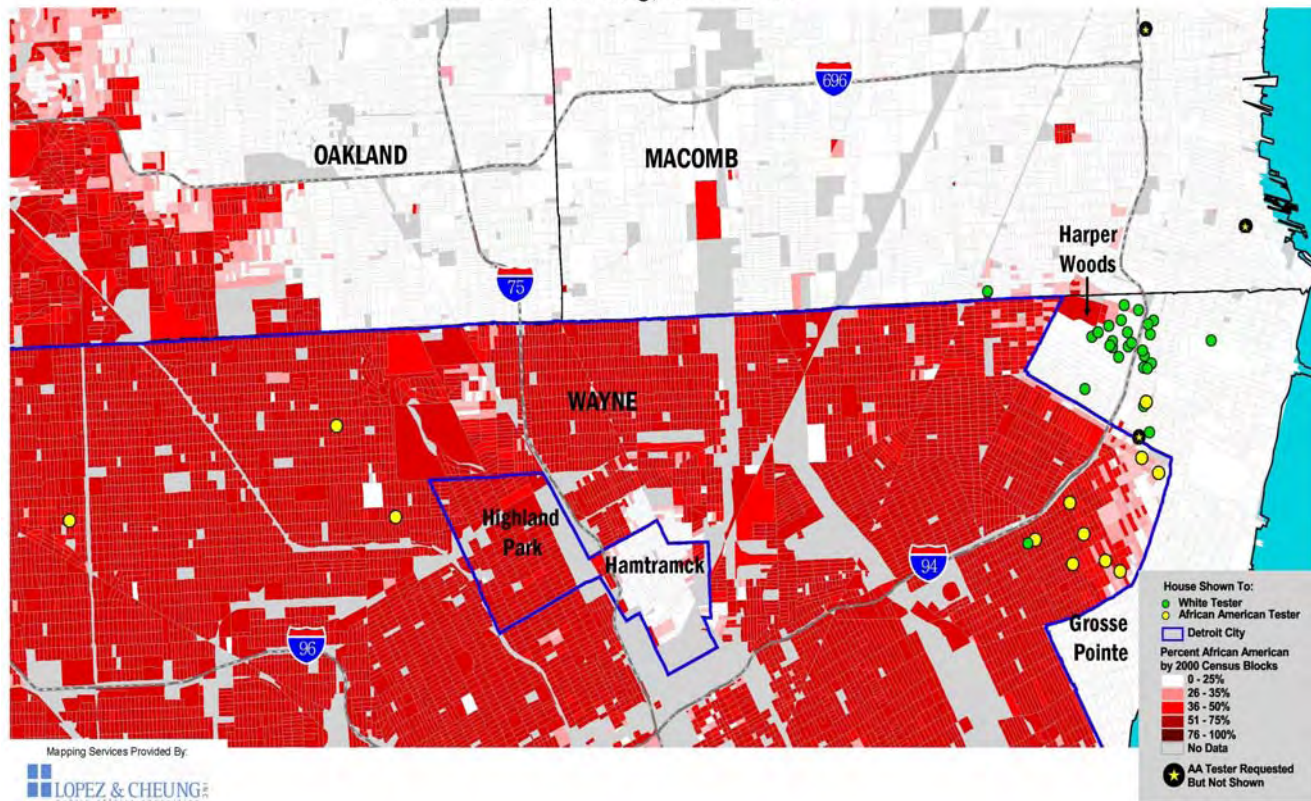 696
OAKLAND
MACOMB
Harper
Woods
75
WAYNE
Highland
Park
Hamtramck
94
96
Grosse
Pointe
House Shown To:
White Tester
African American Tester
Detroit City
Percent African American
by 2000 Census Blocks
0 - 25%
26 - 35%
36 - 50%
51 - 75%
76 - 100%
No Data
AA Tester Requested
But Not Shown
Mapping Services Provided By:
LOPEZ & CHEUNG